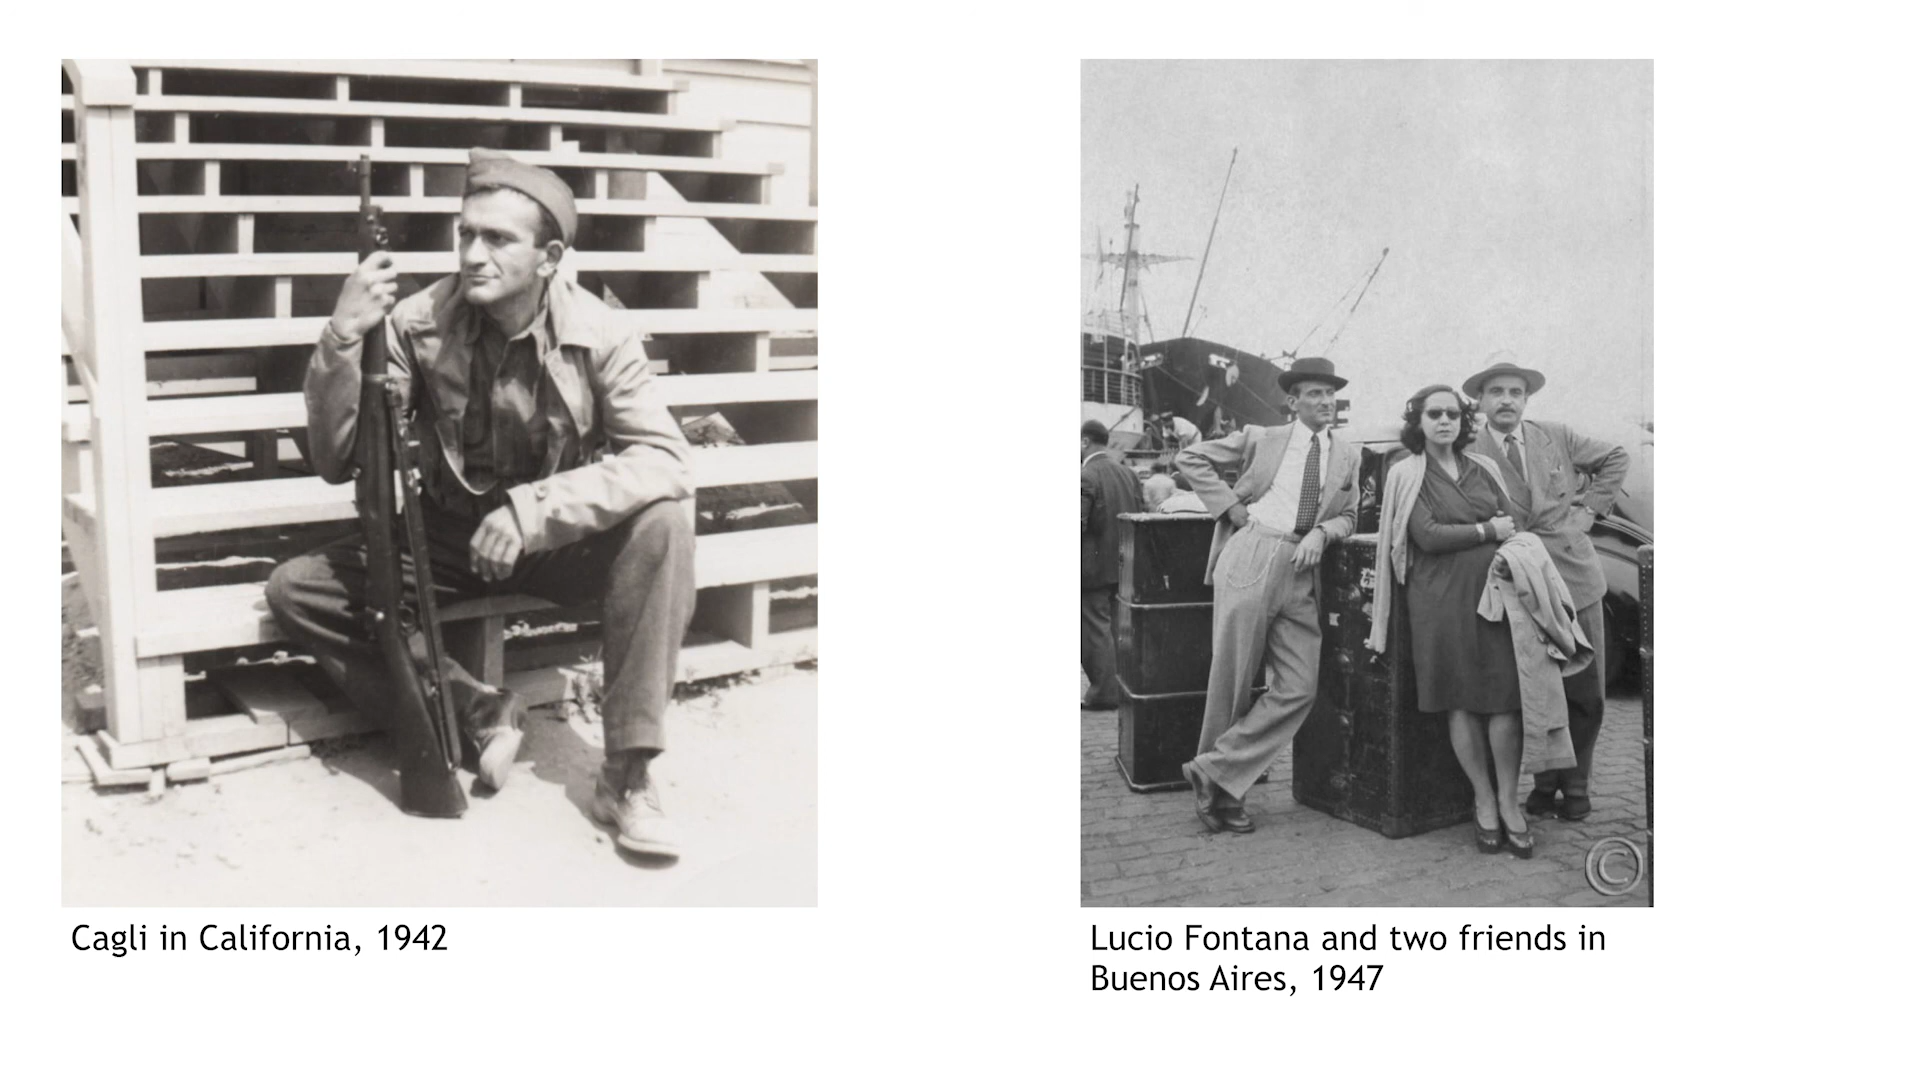 Cagli in California, 1942
Lucio Fontana and two friends in
Buenos Aires, 1947
©